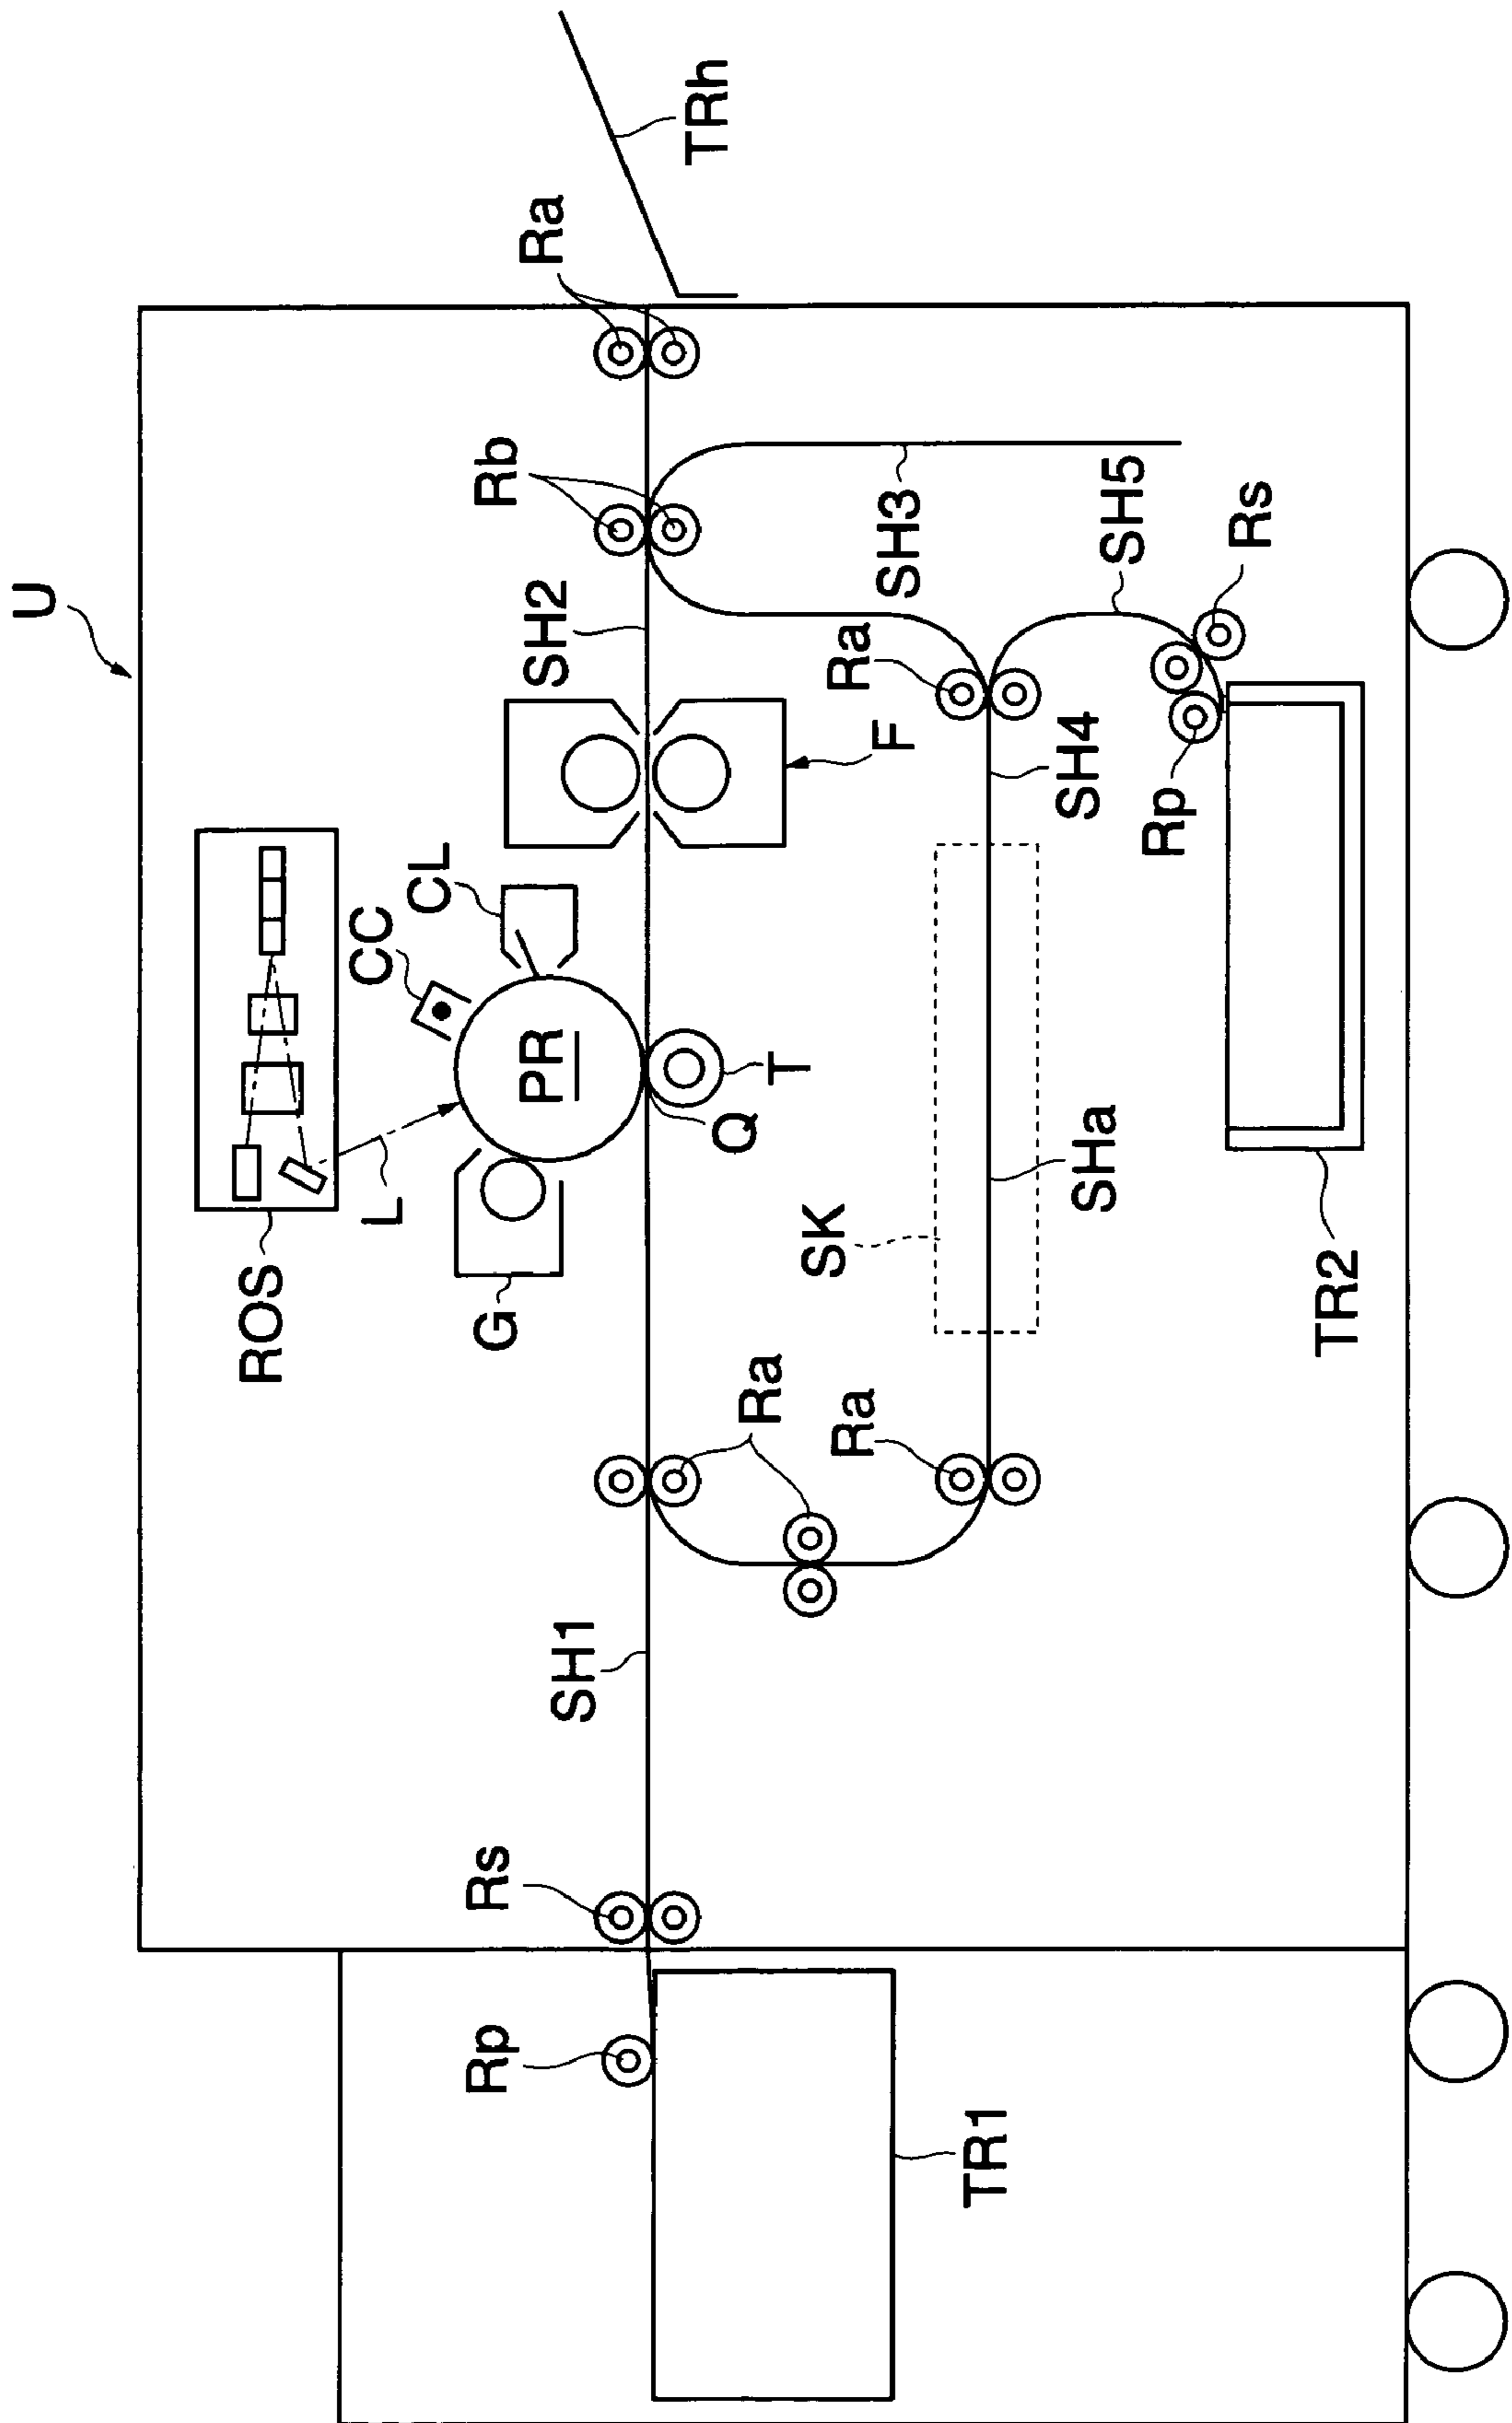 U
ROS
CC
L
CL
Rp
Rs
G
Rb
PR
Ra
SH2
SH1
TRh
Q
Ra
T
SK
Ra
Ra
F
SH3
TR1
SHa
SH4
SH5
Rp
Rs
TR2